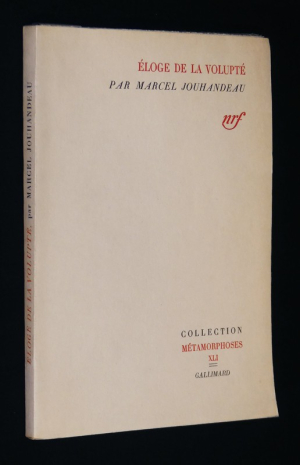 ÉLOGE DE LA VOLUPTÉ
PAR MARCEL JOUHANDEAU
nrf
COLLECTION
MÉTAMORPHOSES
XLI
GALLIMARD
ÉLOGE DE LA VOLUPTÉ, par MARCEL JOUHANDEAU